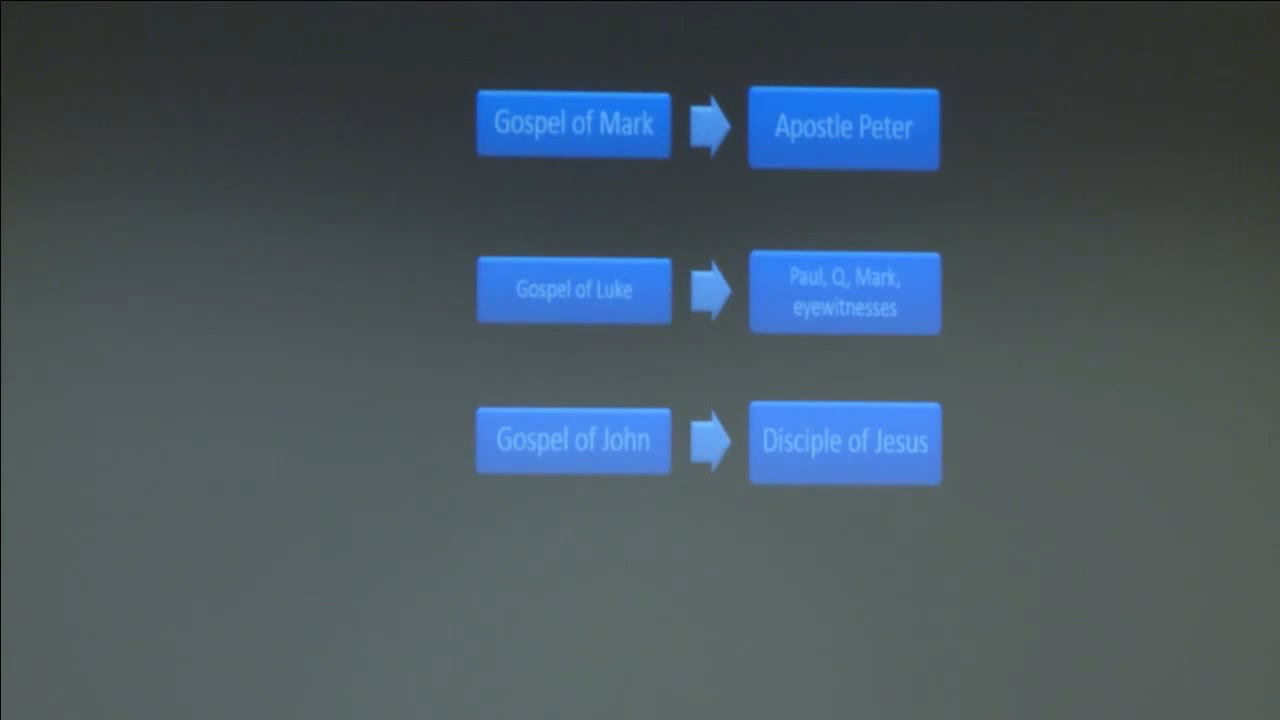 Gospel of Mark
Apostle Peter
Gospel of Luke
Paul, Q, Mark,
eyewitnesses
Gospel of John
Disciple of Jesus